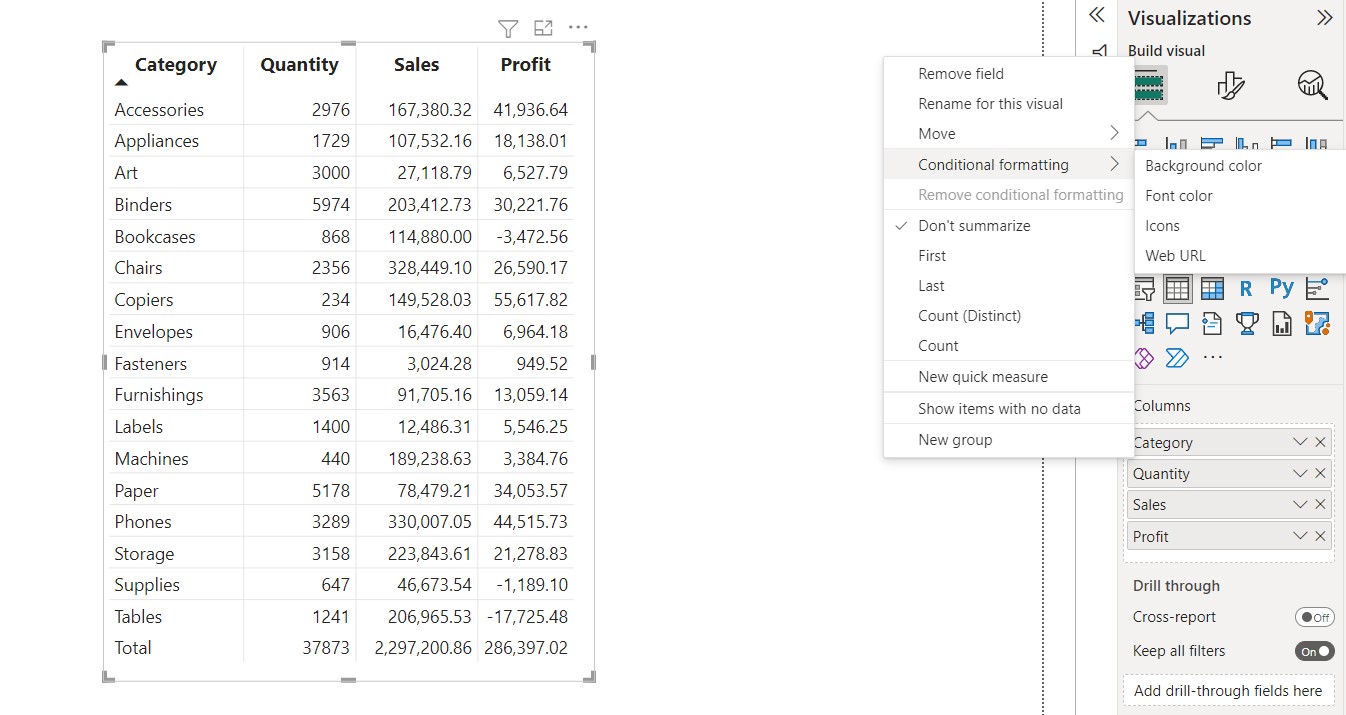 Category Quantity Sales Profit
Accessories 2976 167,380.32 41,936.64
Appliances 1729 107,532.16 18,138.01
Art 3000 27,118.79 6,527.79
Binders 5974 203,412.73 30,221.76
Bookcases 868 114,880.00 -3,472.56
Chairs 2356 328,449.10 26,590.17
Copiers 234 149,528.03 55,617.82
Envelopes 906 16,476.40 6,964.18
Fasteners 914 3,024.28 949.52
Furnishings 3563 91,705.16 13,059.14
Labels 1400 12,486.31 5,546.25
Machines 440 189,238.63 3,384.76
Paper 5178 78,479.21 34,053.57
Phones 3289 330,007.05 44,515.73
Storage 3158 223,843.61 21,278.83
Supplies 647 46,673.54 -1,189.10
Tables 1241 206,965.53 -17,725.48
Total 37873 2,297,200.86 286,397.02
Remove field
Rename for this visual
Move
Conditional formatting
Remove conditional formatting
Don't summarize
First
Last
Count (Distinct)
Count
New quick measure
Show items with no data
New group
Background color
Font color
Icons
Web URL
Visualizations
Build visual
R Py
Columns
Category
Quantity
Sales
Profit
Drill through
Cross-report Off
Keep all filters On
Add drill-through fields here